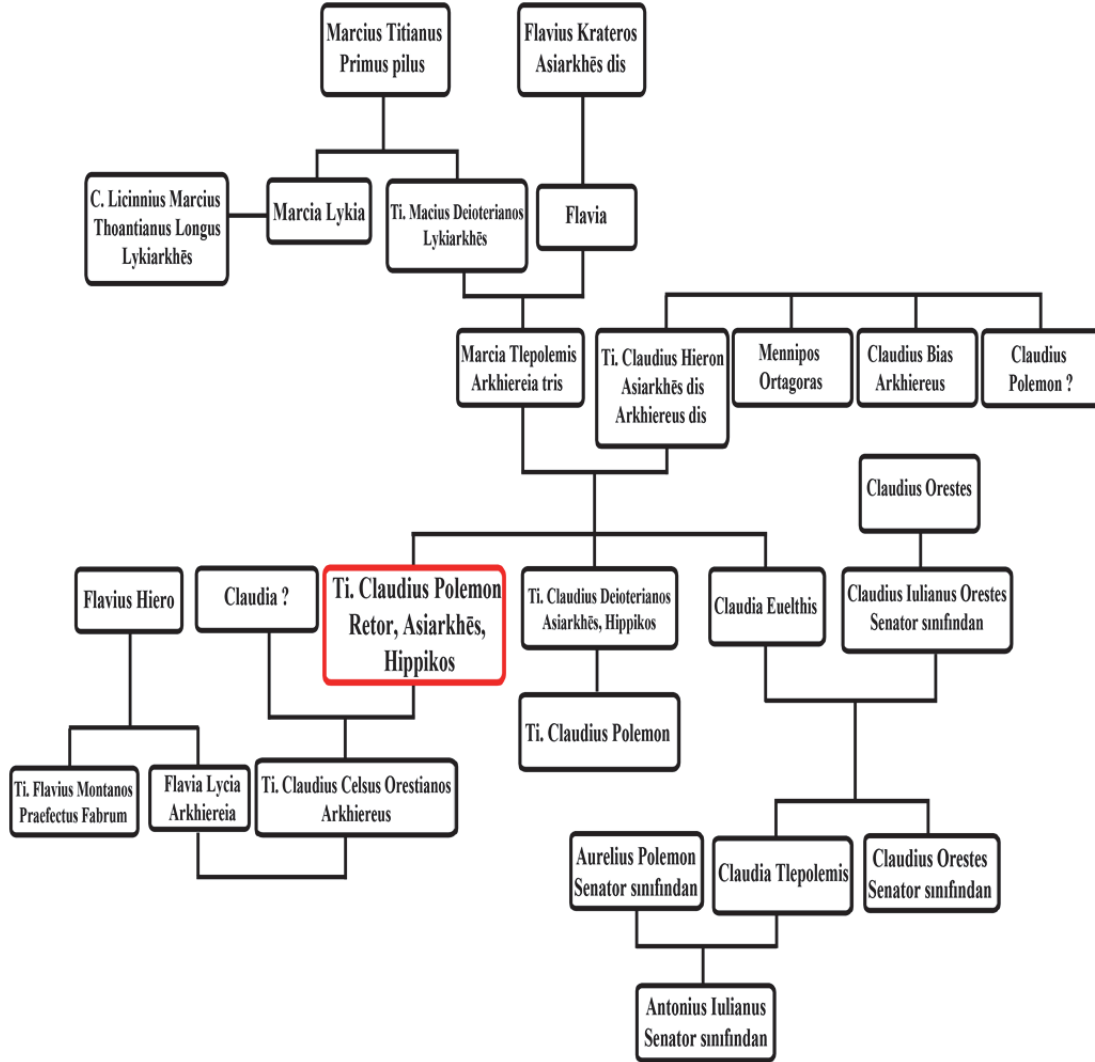 Marcius Titianus
Primus pilus
Flavius Krateros
Asiarkhēs dis
C. Licinnius Marcius
Thoantianus Longus
Lykiarkhēs
Marcia Lykia
Ti. Macius Deioterianos
Lykiarkhēs
Flavia
Marcia Tlepolemis
Arkhiereia tris
Ti. Claudius Hieron
Asiarkhēs dis
Arkhiereus dis
Mennipos
Ortagoras
Claudius Bias
Arkhiereus
Claudius
Polemon ?
Claudius Orestes
Flavius Hiero
Claudia ?
Ti. Claudius Polemon
Retor, Asiarkhēs,
Hippikos
Ti. Claudius Deioterianos
Asiarkhēs, Hippikos
Claudia Euelthis
Claudius Iulianus Orestes
Senator sınıfından
Ti. Claudius Polemon
Ti. Flavius Montanos
Praefectus Fabrum
Flavia Lycia
Arkhiereia
Ti. Claudius Celsus Orestianos
Arkhiereus
Aurelius Polemon
Senator sınıfından
Claudia Tlepolemis
Claudius Orestes
Senator sınıfından
Antonius Iulianus
Senator sınıfından